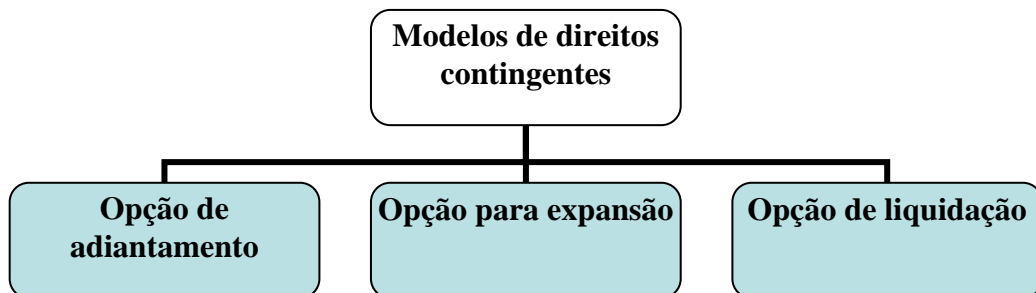 Modelos de direitos
contingentes
Opção de
adiantamento
Opção para expansão
Opção de liquidação